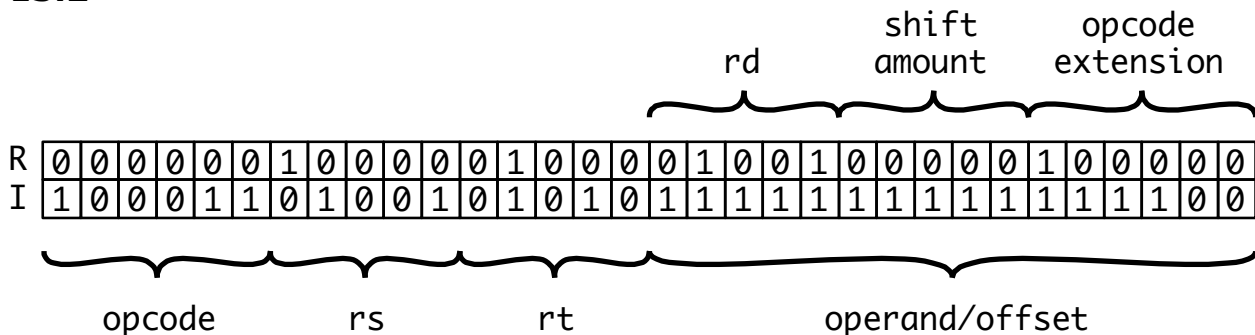 shift opcode
rd amount extension
R 0 0 0 0 0 0 1 0 0 0 0 0 1 0 0 0 0 1 0 0 1 0 0 0 0 0 1 0 0 0 0 0
I 1 0 0 0 1 1 0 1 0 0 1 0 1 0 1 0 1 1 1 1 1 1 1 1 1 1 1 1 1 1 0 0
opcode rs rt operand/offset